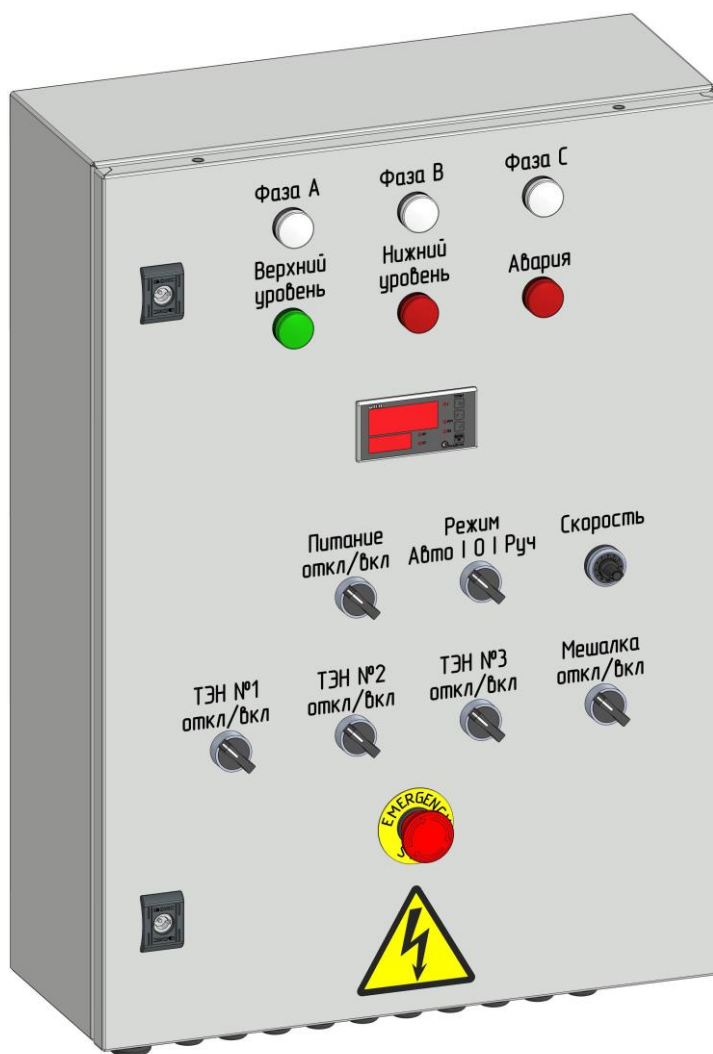 Фаза А
Фаза В
Фаза С
Верхний
уровень
Нижний
уровень
Авария
Питание
откл/вкл
Режим
Авто | 0 | Руч
Скорость
ТЭН №1
откл/вкл
ТЭН №2
откл/вкл
ТЭН №3
откл/вкл
Мешалка
откл/вкл
EMERGENCY